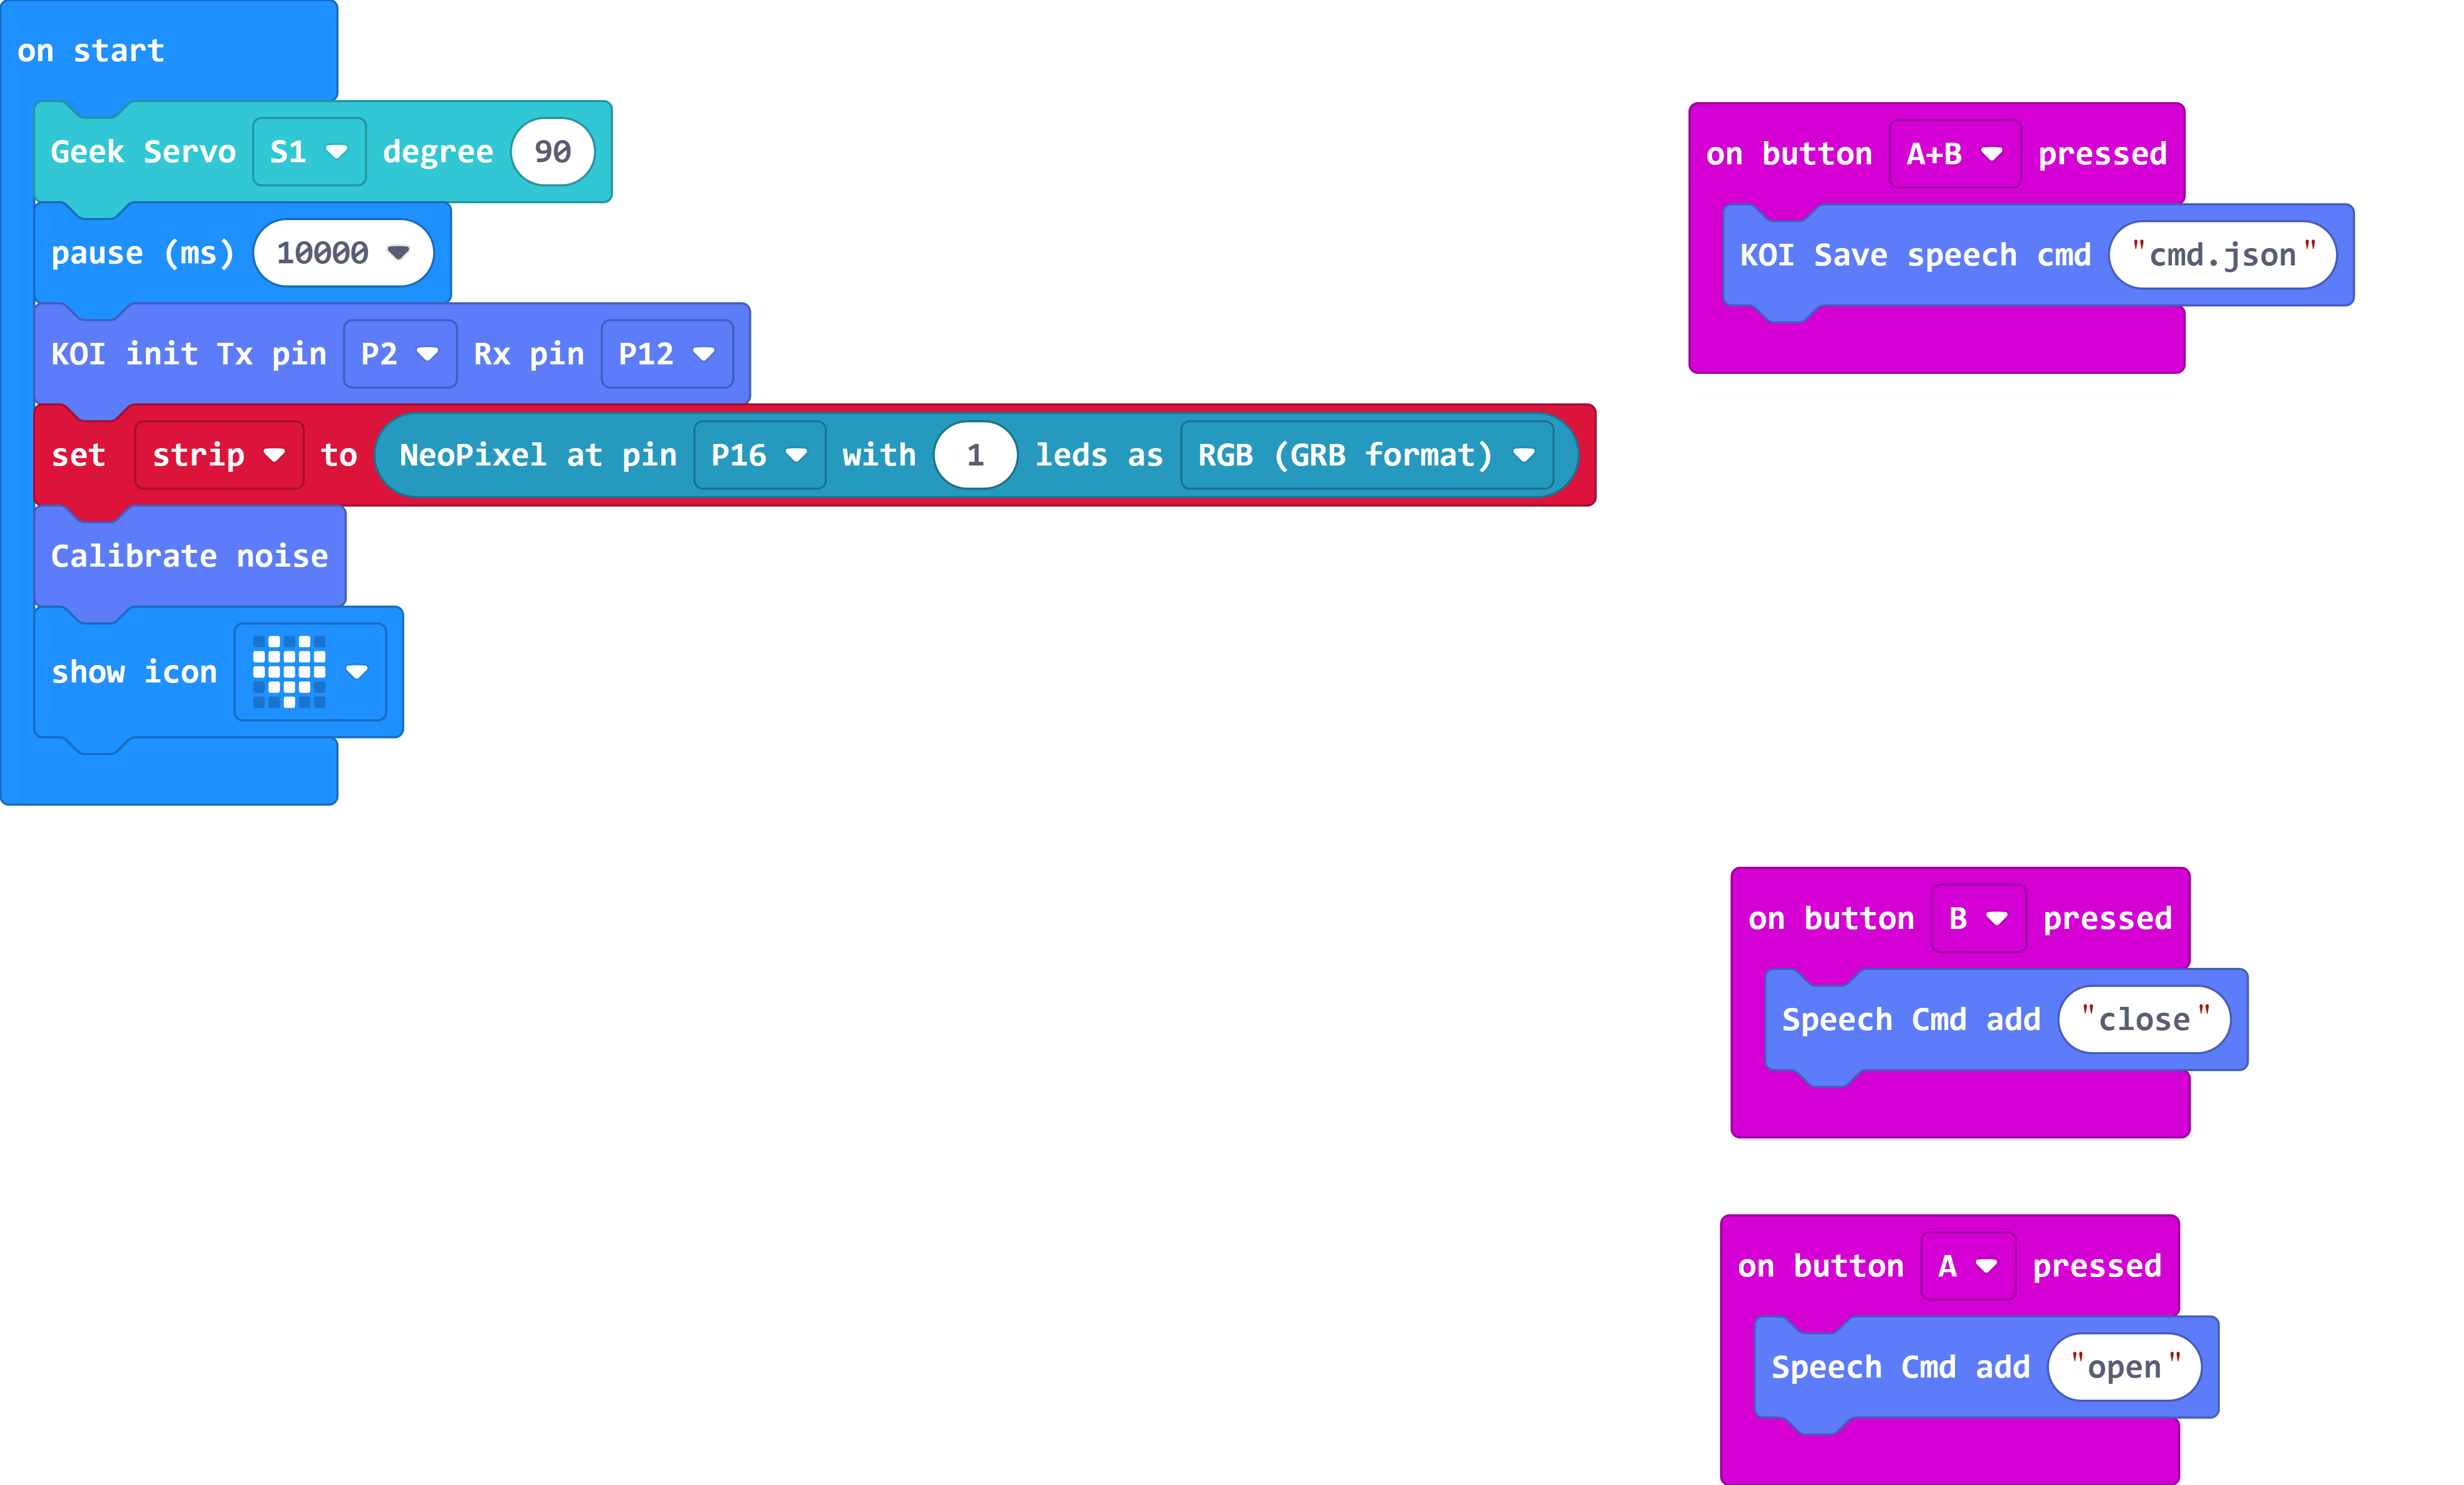 on start
Geek Servo S1 degree 90
pause (ms) 10000
KOI init Tx pin P2 Rx pin P12
set strip to NeoPixel at pin P16 with 1 leds as RGB (GRB format)
Calibrate noise
show icon
on button A+B pressed
KOI Save speech cmd "cmd.json"
on button B pressed
Speech Cmd add "close"
on button A pressed
Speech Cmd add "open"